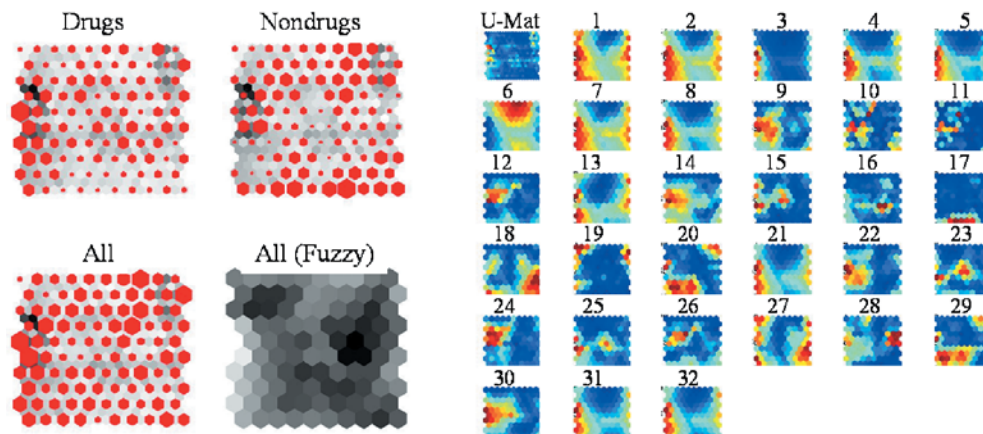 Drugs Nondrugs
All All (Fuzzy)
U-Mat 1 2 3 4 5
6 7 8 9 10 11
12 13 14 15 16 17
18 19 20 21 22 23
24 25 26 27 28 29
30 31 32